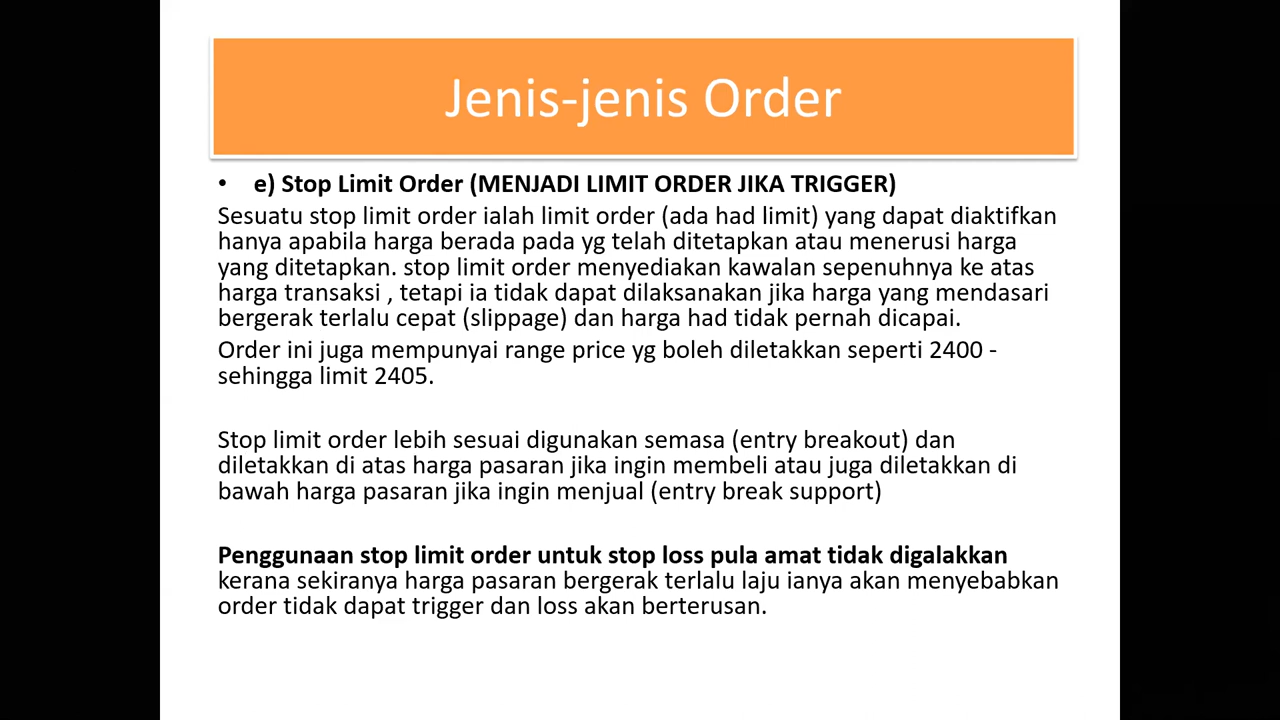 Jenis-jenis Order
• e) Stop Limit Order (MENJADI LIMIT ORDER JIKA TRIGGER)
Sesuatu stop limit order ialah limit order (ada had limit) yang dapat diaktifkan
hanya apabila harga berada pada yg telah ditetapkan atau menerusi harga
yang ditetapkan. stop limit order menyediakan kawalan sepenuhnya ke atas
harga transaksi , tetapi ia tidak dapat dilaksanakan jika harga yang mendasari
bergerak terlalu cepat (slippage) dan harga had tidak pernah dicapai.
Order ini juga mempunyai range price yg boleh diletakkan seperti 2400 -
sehingga limit 2405.
Stop limit order lebih sesuai digunakan semasa (entry breakout) dan
diletakkan di atas harga pasaran jika ingin membeli atau juga diletakkan di
bawah harga pasaran jika ingin menjual (entry break support)
Penggunaan stop limit order untuk stop loss pula amat tidak digalakkan
kerana sekiranya harga pasaran bergerak terlalu laju ianya akan menyebabkan
order tidak dapat trigger dan loss akan berterusan.